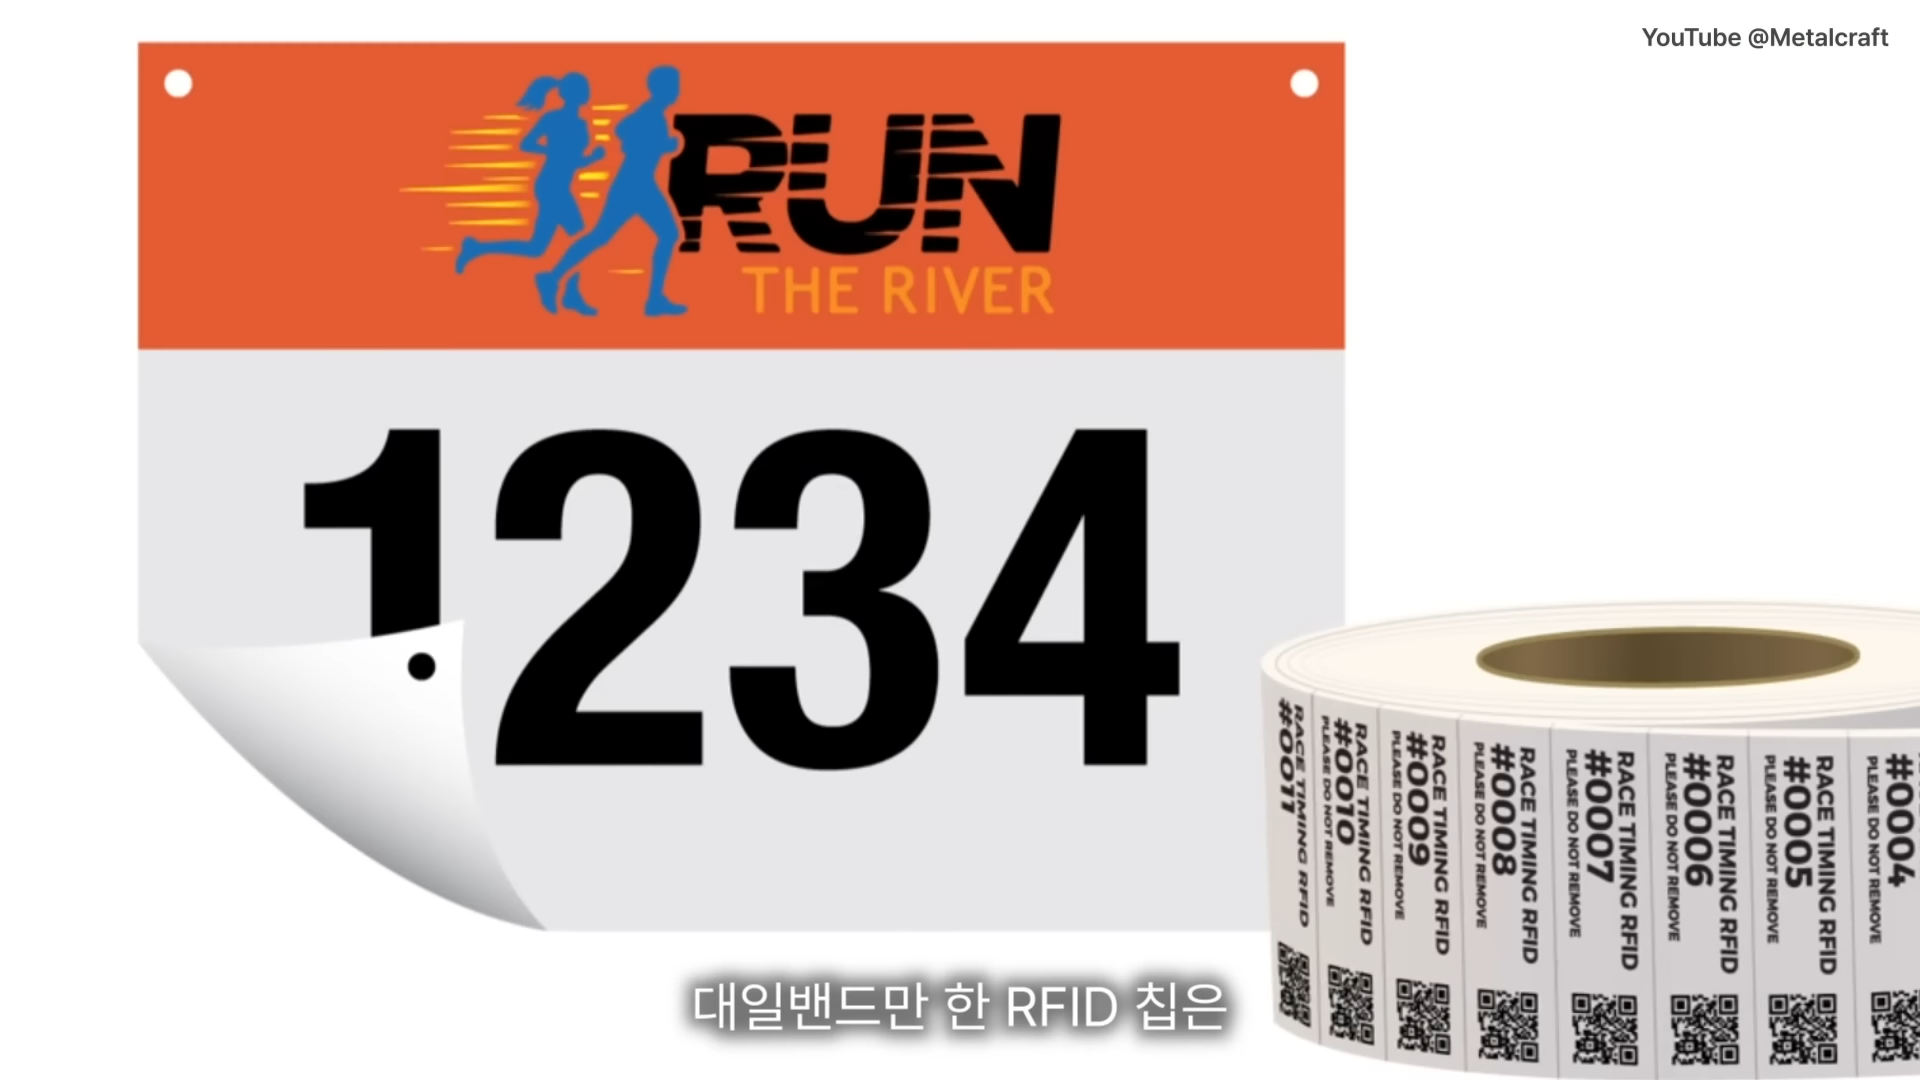 YouTube @Metalcraft
RUN
THE RIVER
1234
RACE TIMING RFID
#0011
RACE TIMING RFID
#0010
PLEASE DO NOT REMOVE
RACE TIMING RFID
#0009
PLEASE DO NOT REMOVE
RACE TIMING RFID
#0008
PLEASE DO NOT REMOVE
RACE TIMING RFID
#0007
PLEASE DO NOT REMOVE
RACE TIMING RFID
#0006
PLEASE DO NOT REMOVE
RACE TIMING RFID
#0005
PLEASE DO NOT REMOVE
#0004
PLEASE DO NOT REMOVE
대일밴드만 한 RFID 칩은